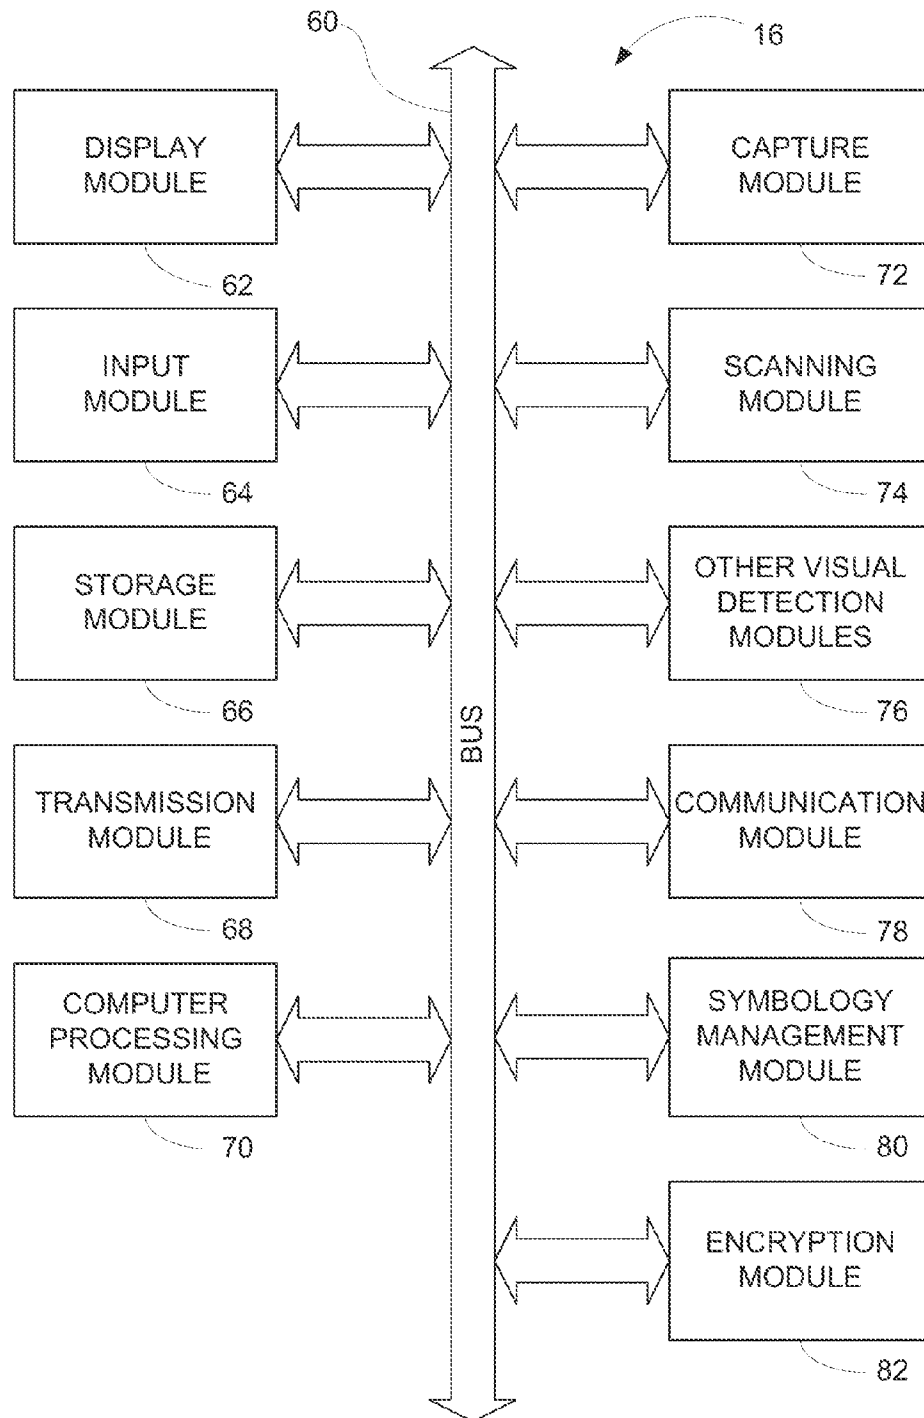 60
16
DISPLAY
MODULE
62
CAPTURE
MODULE
72
INPUT
MODULE
64
SCANNING
MODULE
74
STORAGE
MODULE
66
OTHER VISUAL
DETECTION
MODULES
76
BUS
TRANSMISSION
MODULE
68
COMMUNICATION
MODULE
78
COMPUTER
PROCESSING
MODULE
70
SYMBOLOGY
MANAGEMENT
MODULE
80
ENCRYPTION
MODULE
82